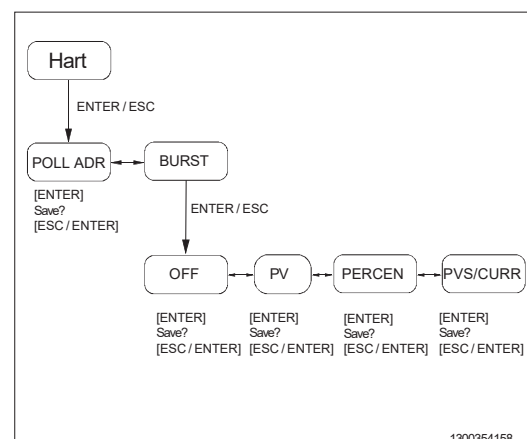 Hart
ENTER / ESC
POLL ADR
BURST
[ENTER]
Save?
[ESC / ENTER]
ENTER / ESC
OFF
PV
PERCEN
PVS/CURR
[ENTER]
Save?
[ESC / ENTER]
[ENTER]
Save?
[ESC / ENTER]
[ENTER]
Save?
[ESC / ENTER]
[ENTER]
Save?
[ESC / ENTER]
1300354158